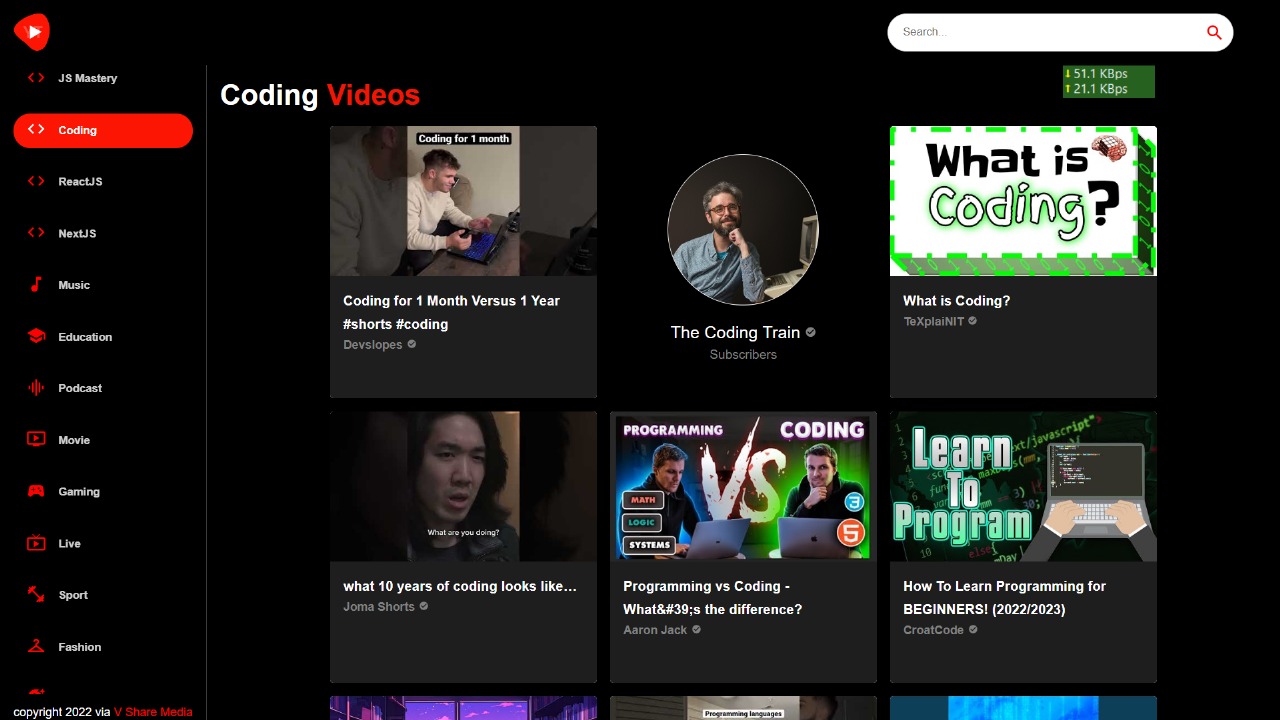 Search...
JS Mastery
Coding
ReactJS
NextJS
Music
Education
Podcast
Movie
Gaming
Live
Sport
Fashion
copyright 2022 via V Share Media
Coding Videos
↓ 51.1 KBps
↑ 21.1 KBps
Coding for 1 month
Coding for 1 Month Versus 1 Year
#shorts #coding
Devslopes
The Coding Train
Subscribers
What is
Coding?
What is Coding?
TeXplaiNIT
What are you doing?
what 10 years of coding looks like…
Joma Shorts
PROGRAMMING
VS
CODING
MATH
LOGIC
SYSTEMS
3
5
Programming vs Coding -
What&#39;s the difference?
Aaron Jack
Learn
To
Program
How To Learn Programming for
BEGINNERS! (2022/2023)
CroatCode
Programming languages